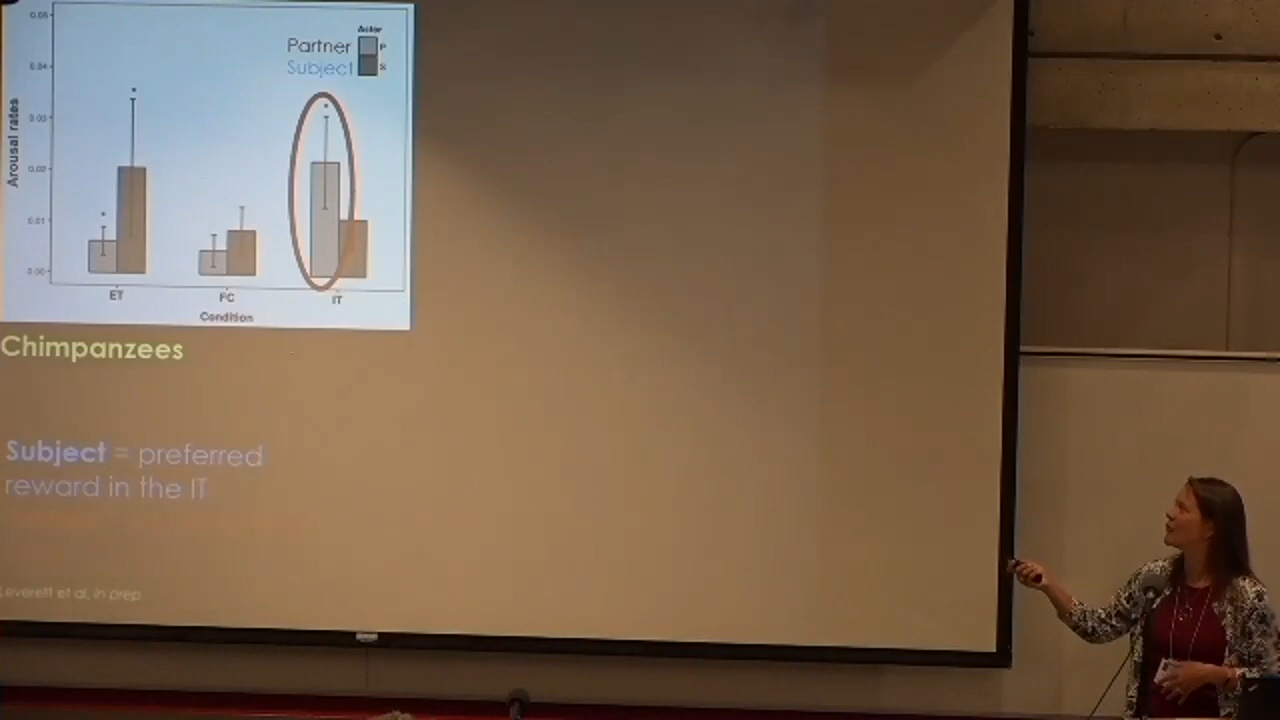 0.05
Actor
Partner P
Subject S
0.04
0.03
0.02
0.01
0.00
Arousal rates
ET FC IT
Condition
Chimpanzees
Subject = preferred
reward in the IT
Leverett et al, in prep